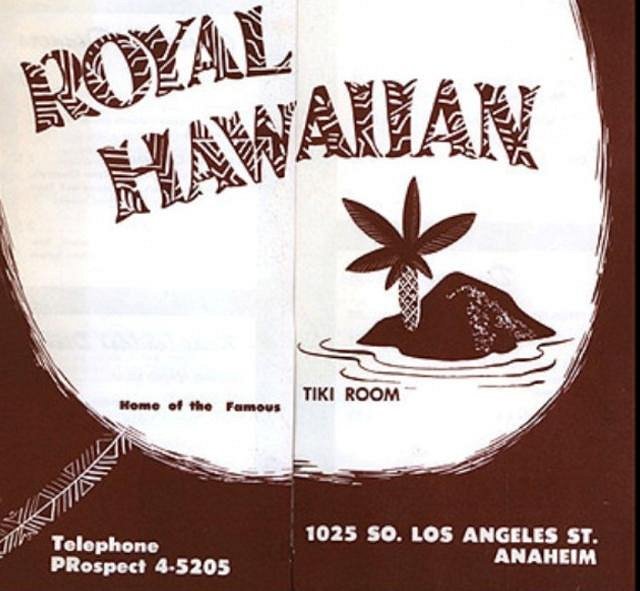 ROYAL
HAWAIIAN
Home of the Famous TIKI ROOM
Telephone
PRospect 4-5205
1025 SO. LOS ANGELES ST.
ANAHEIM